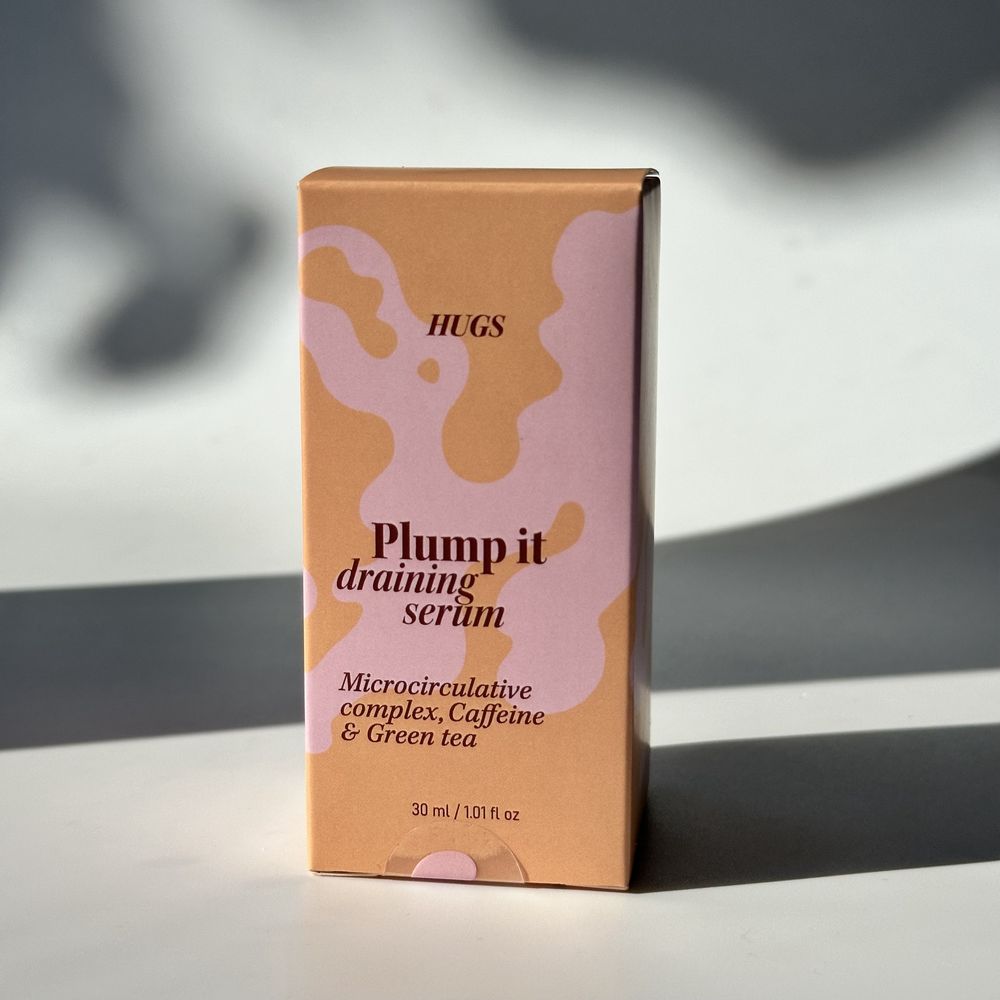 HUGS
Plump it
draining
serum
Microcirculative
complex, Caffeine
& Green tea
30 ml / 1.01 fl oz